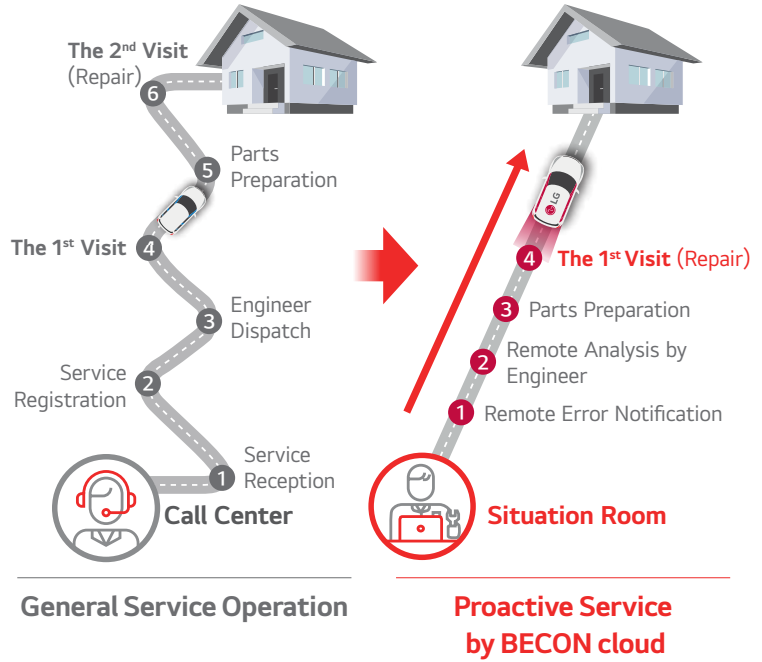 The 2nd Visit
(Repair)
6
5
Parts
Preparation
The 1st Visit
4
3
Engineer
Dispatch
Service
Registration
2
1
Service
Reception
Call Center
General Service Operation
LG
4
The 1st Visit (Repair)
3
Parts Preparation
2
Remote Analysis by
Engineer
1
Remote Error Notification
Situation Room
Proactive Service
by BECON cloud